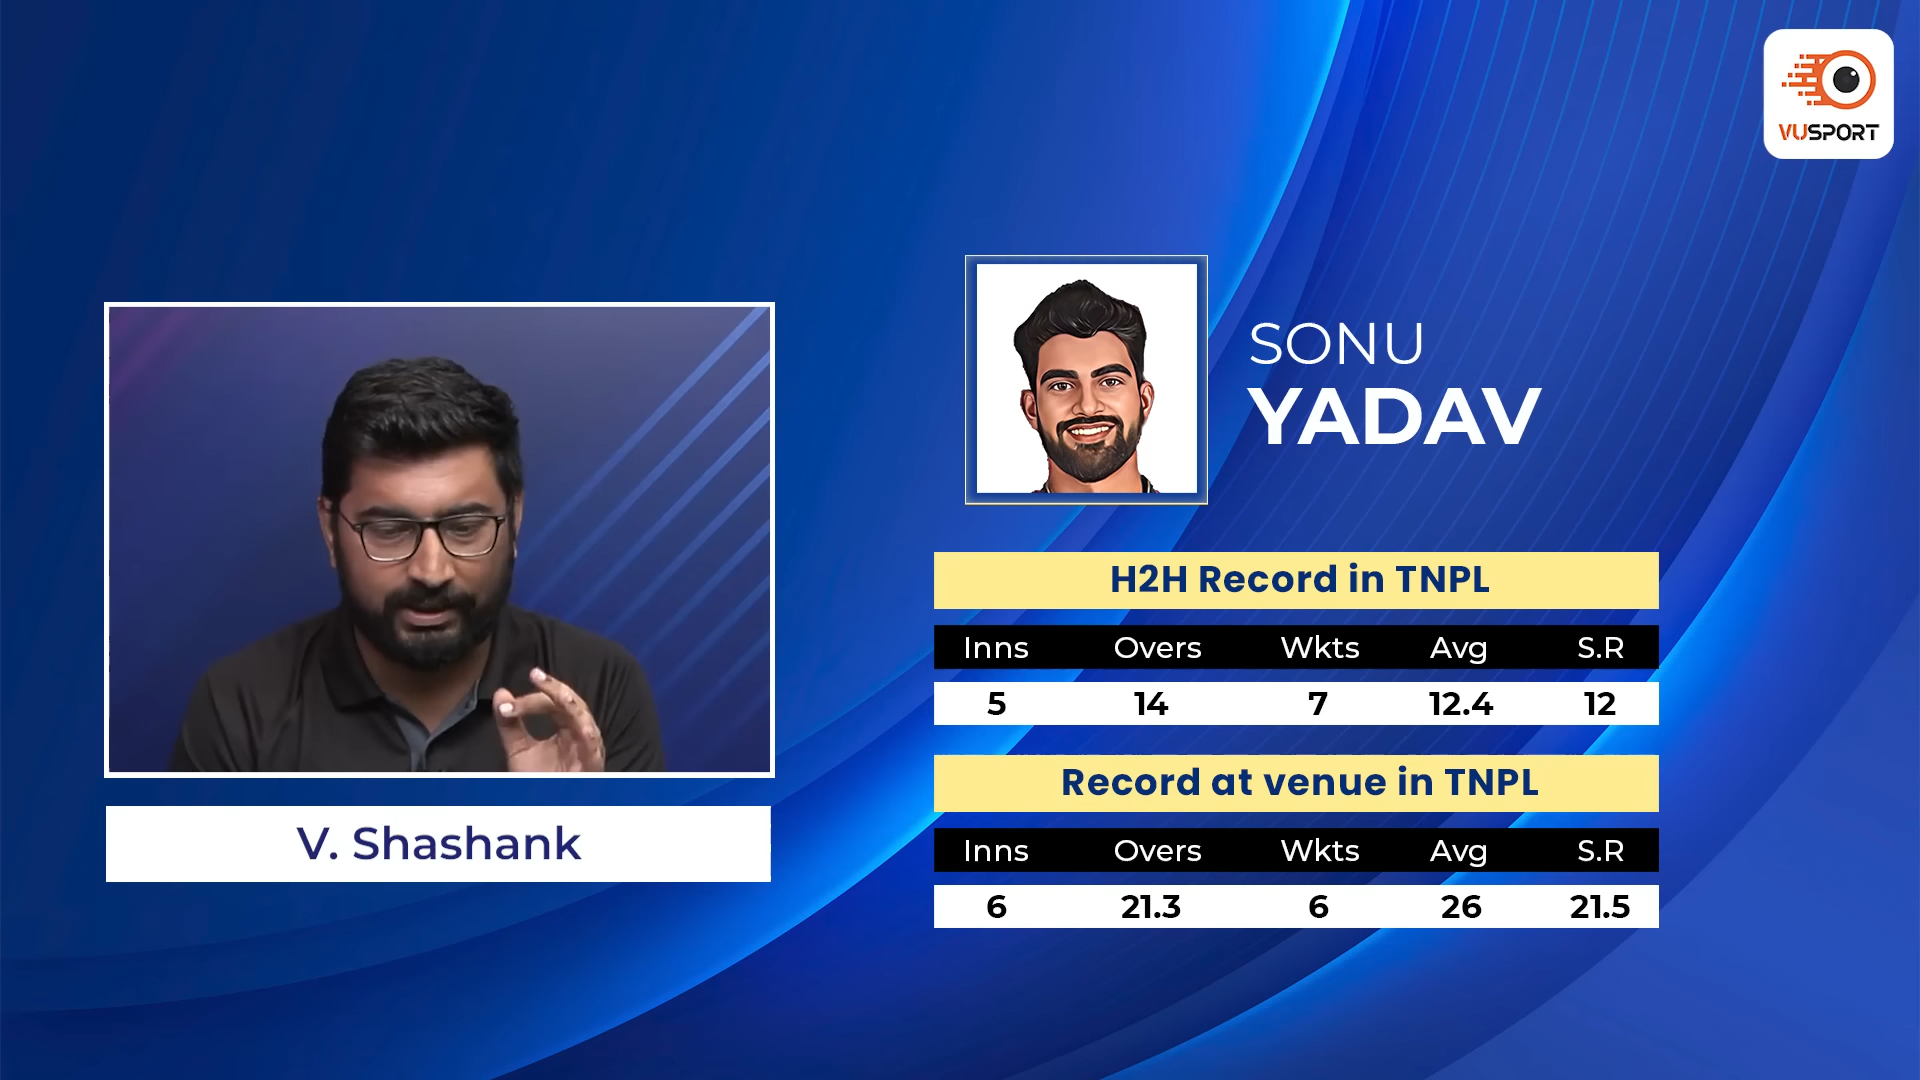 VUSPORT
SONU
YADAV
H2H Record in TNPL
Inns Overs Wkts Avg S.R
5 14 7 12.4 12
Record at venue in TNPL
Inns Overs Wkts Avg S.R
6 21.3 6 26 21.5
V. Shashank